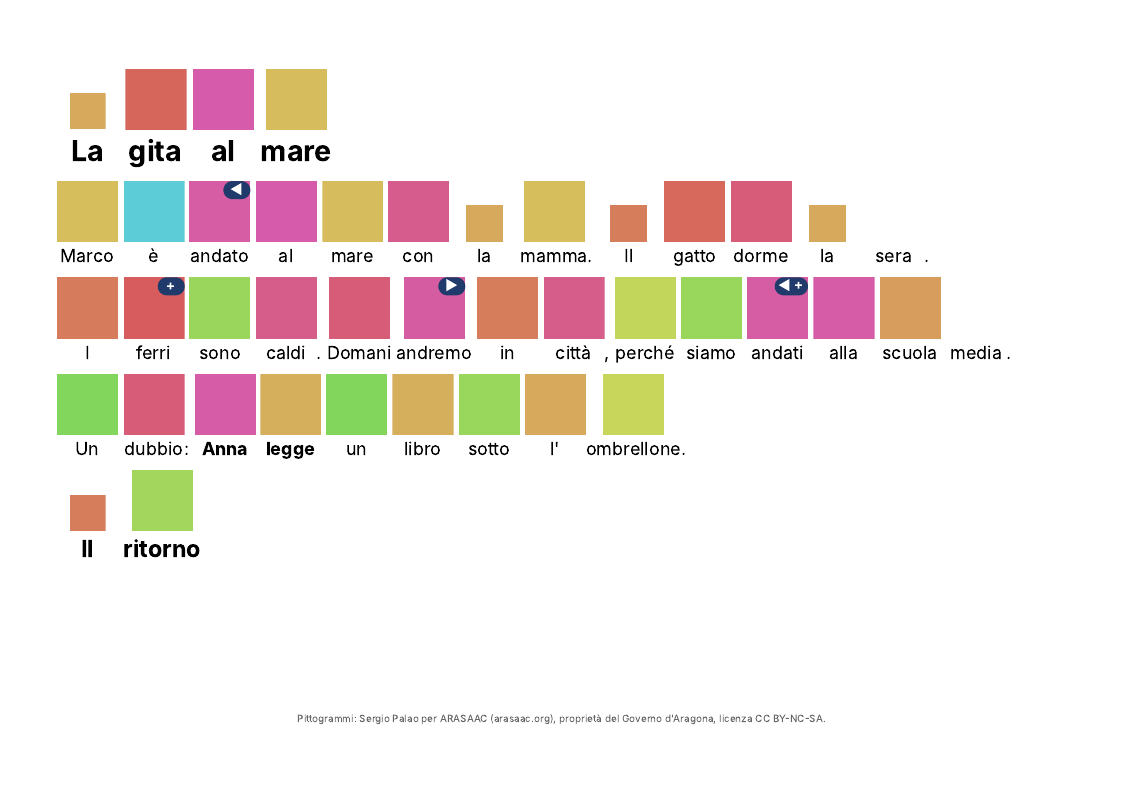 La gita al mare
Marco è andato al mare con la mamma. Il gatto dorme la sera .
I ferri sono caldi . Domani andremo in città , perché siamo andati alla scuola media .
Un dubbio: Anna legge un libro sotto l' ombrellone.
Il ritorno
Pittogrammi: Sergio Palao per ARASAAC (arasaac.org), proprietà del Governo d'Aragona, licenza CC BY-NC-SA.